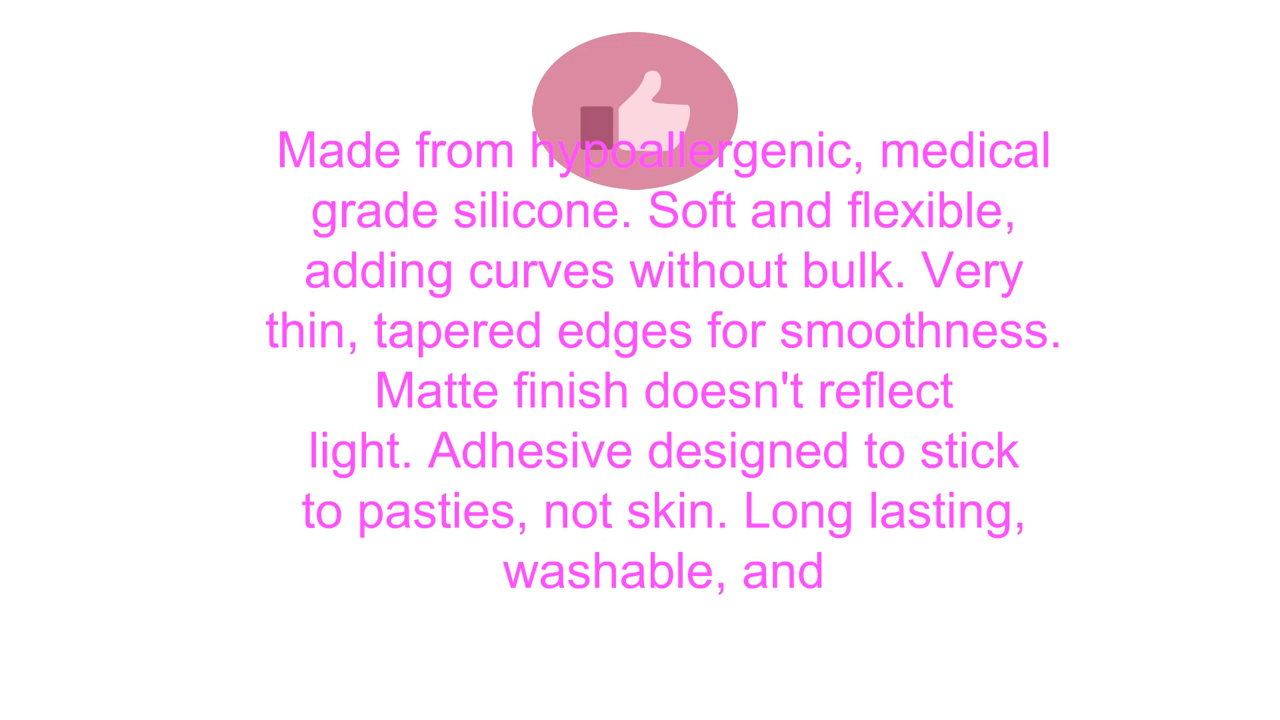 Made from hypoallergenic, medical
grade silicone. Soft and flexible,
adding curves without bulk. Very
thin, tapered edges for smoothness.
Matte finish doesn't reflect
light. Adhesive designed to stick
to pasties, not skin. Long lasting,
washable, and